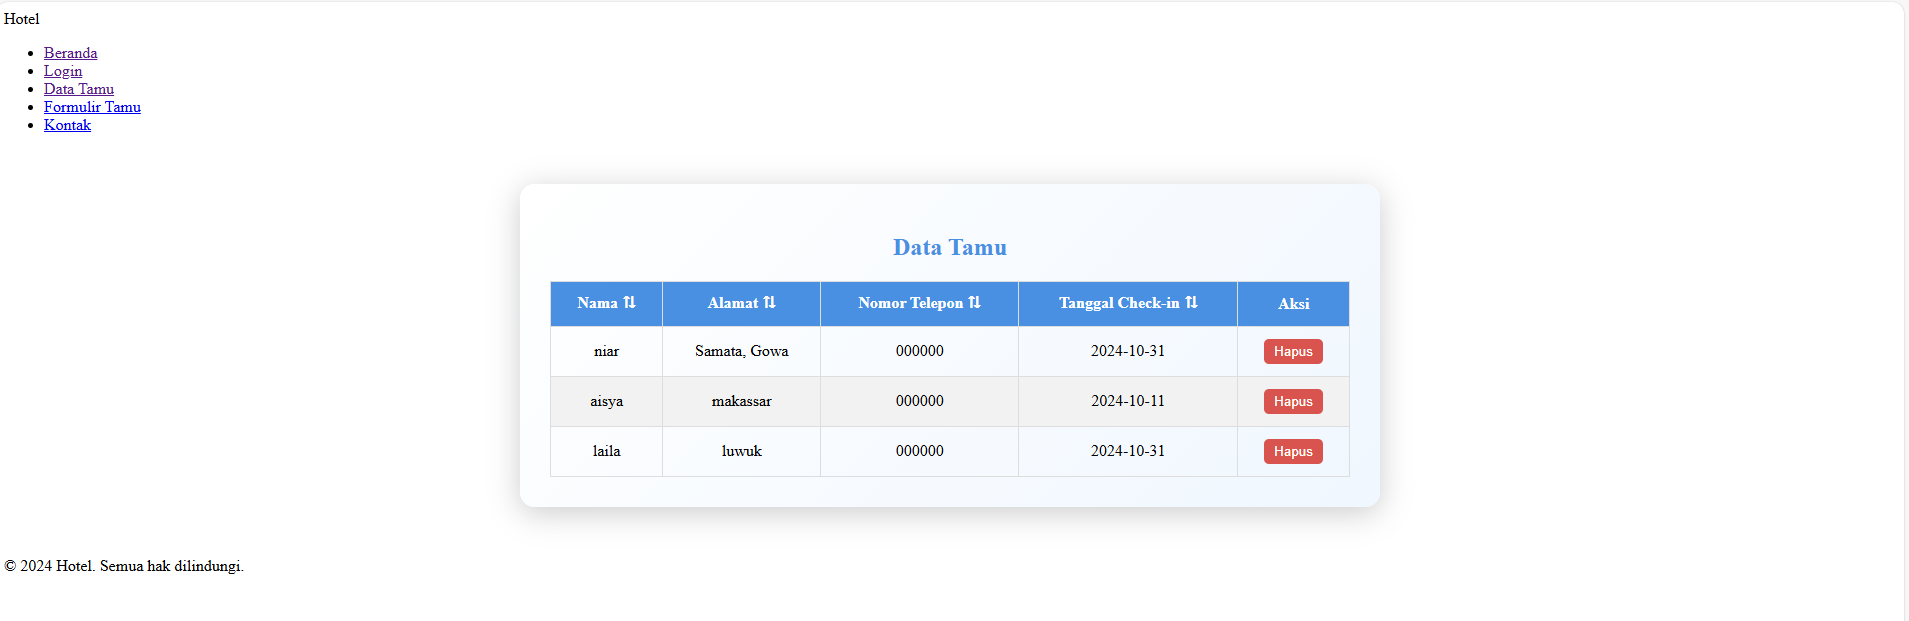 Hotel
Beranda
Login
Data Tamu
Formulir Tamu
Kontak
Data Tamu
Nama ⇅ Alamat ⇅ Nomor Telepon ⇅ Tanggal Check-in ⇅ Aksi
niar Samata, Gowa 000000 2024-10-31 Hapus
aisya makassar 000000 2024-10-11 Hapus
laila luwuk 000000 2024-10-31 Hapus
© 2024 Hotel. Semua hak dilindungi.